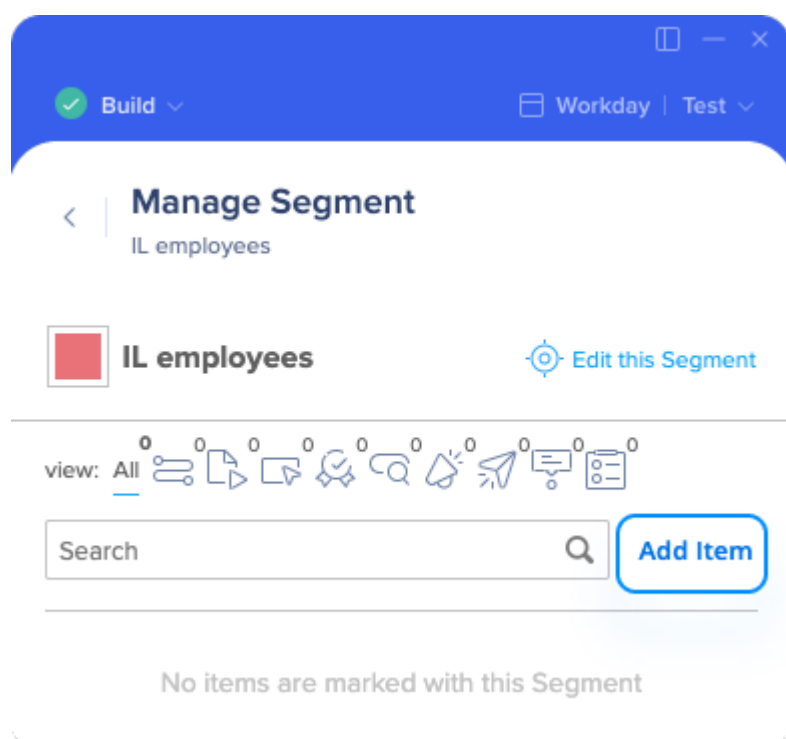 Build
Workday | Test
Manage Segment
IL employees
IL employees
Edit this Segment
view: All 0 0 0 0 0 0 0 0 0 0
Search
Add Item
No items are marked with this Segment